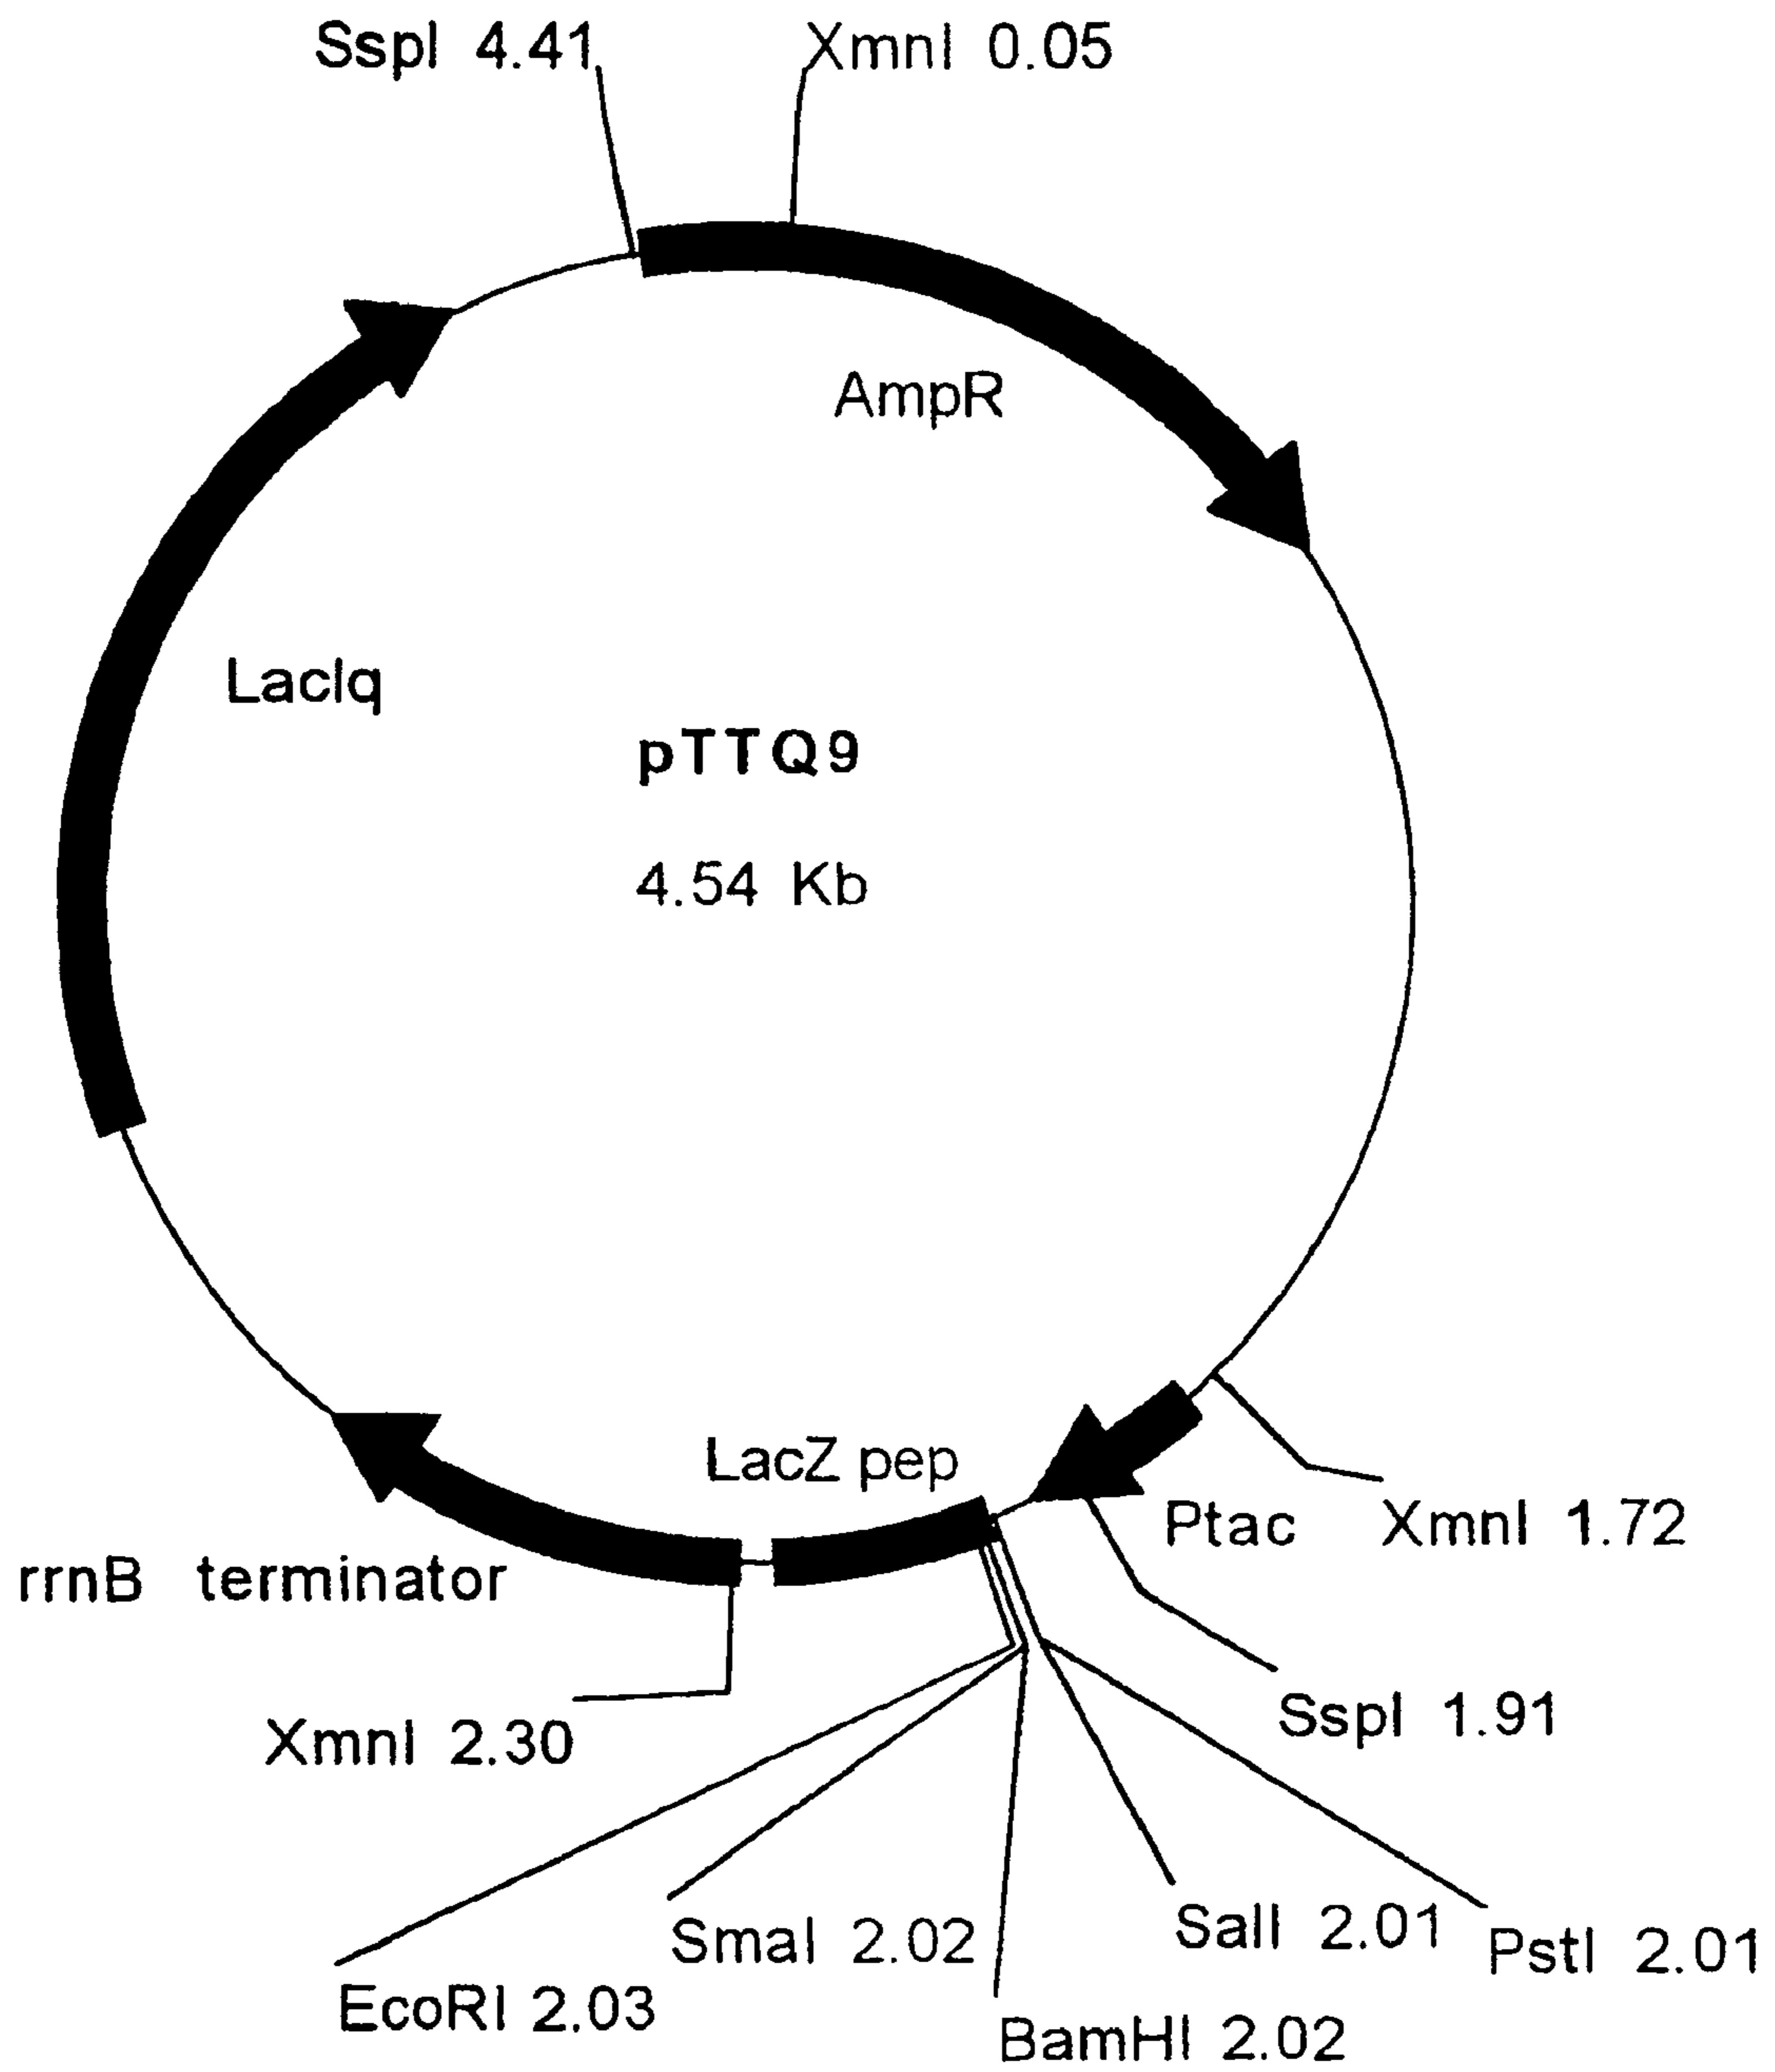 SspI 4.41
XmnI 0.05
AmpR
LacIq
pTTQ9
4.54 Kb
LacZ pep
Ptac
XmnI 1.72
rrnB terminator
SspI 1.91
XmnI 2.30
SalI 2.01
SmaI 2.02
PstI 2.01
EcoRI 2.03
BamHI 2.02